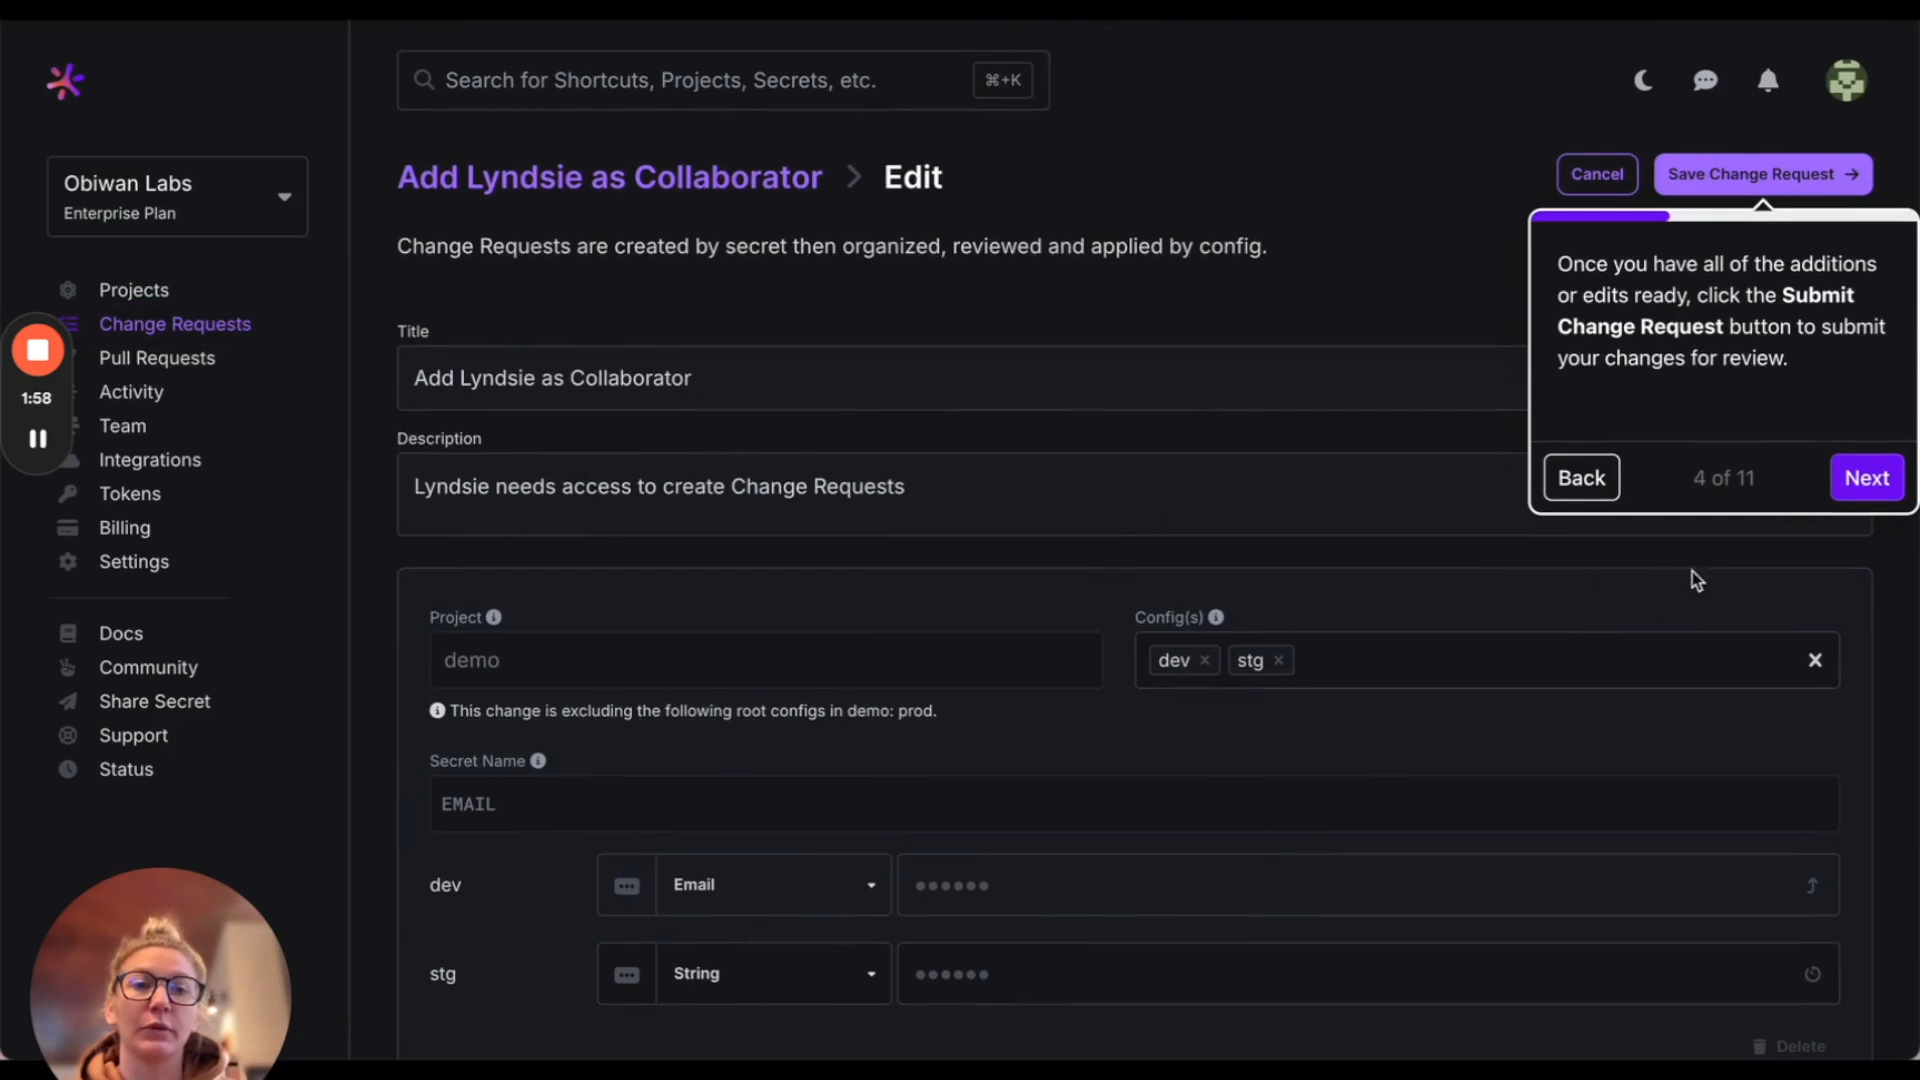 Search for Shortcuts, Projects, Secrets, etc.
⌘+K
Obiwan Labs
Enterprise Plan
Projects
Change Requests
Pull Requests
Activity
Team
Integrations
Tokens
Billing
Settings
Docs
Community
Share Secret
Support
Status
1:58
Add Lyndsie as Collaborator > Edit
Cancel
Save Change Request →
Change Requests are created by secret then organized, reviewed and applied by config.
Once you have all of the additions
or edits ready, click the Submit
Change Request button to submit
your changes for review.
Back
4 of 11
Next
Title
Add Lyndsie as Collaborator
Description
Lyndsie needs access to create Change Requests
Project
demo
Config(s)
dev
stg
This change is excluding the following root configs in demo: prod.
Secret Name
EMAIL
dev
Email
stg
String
Delete